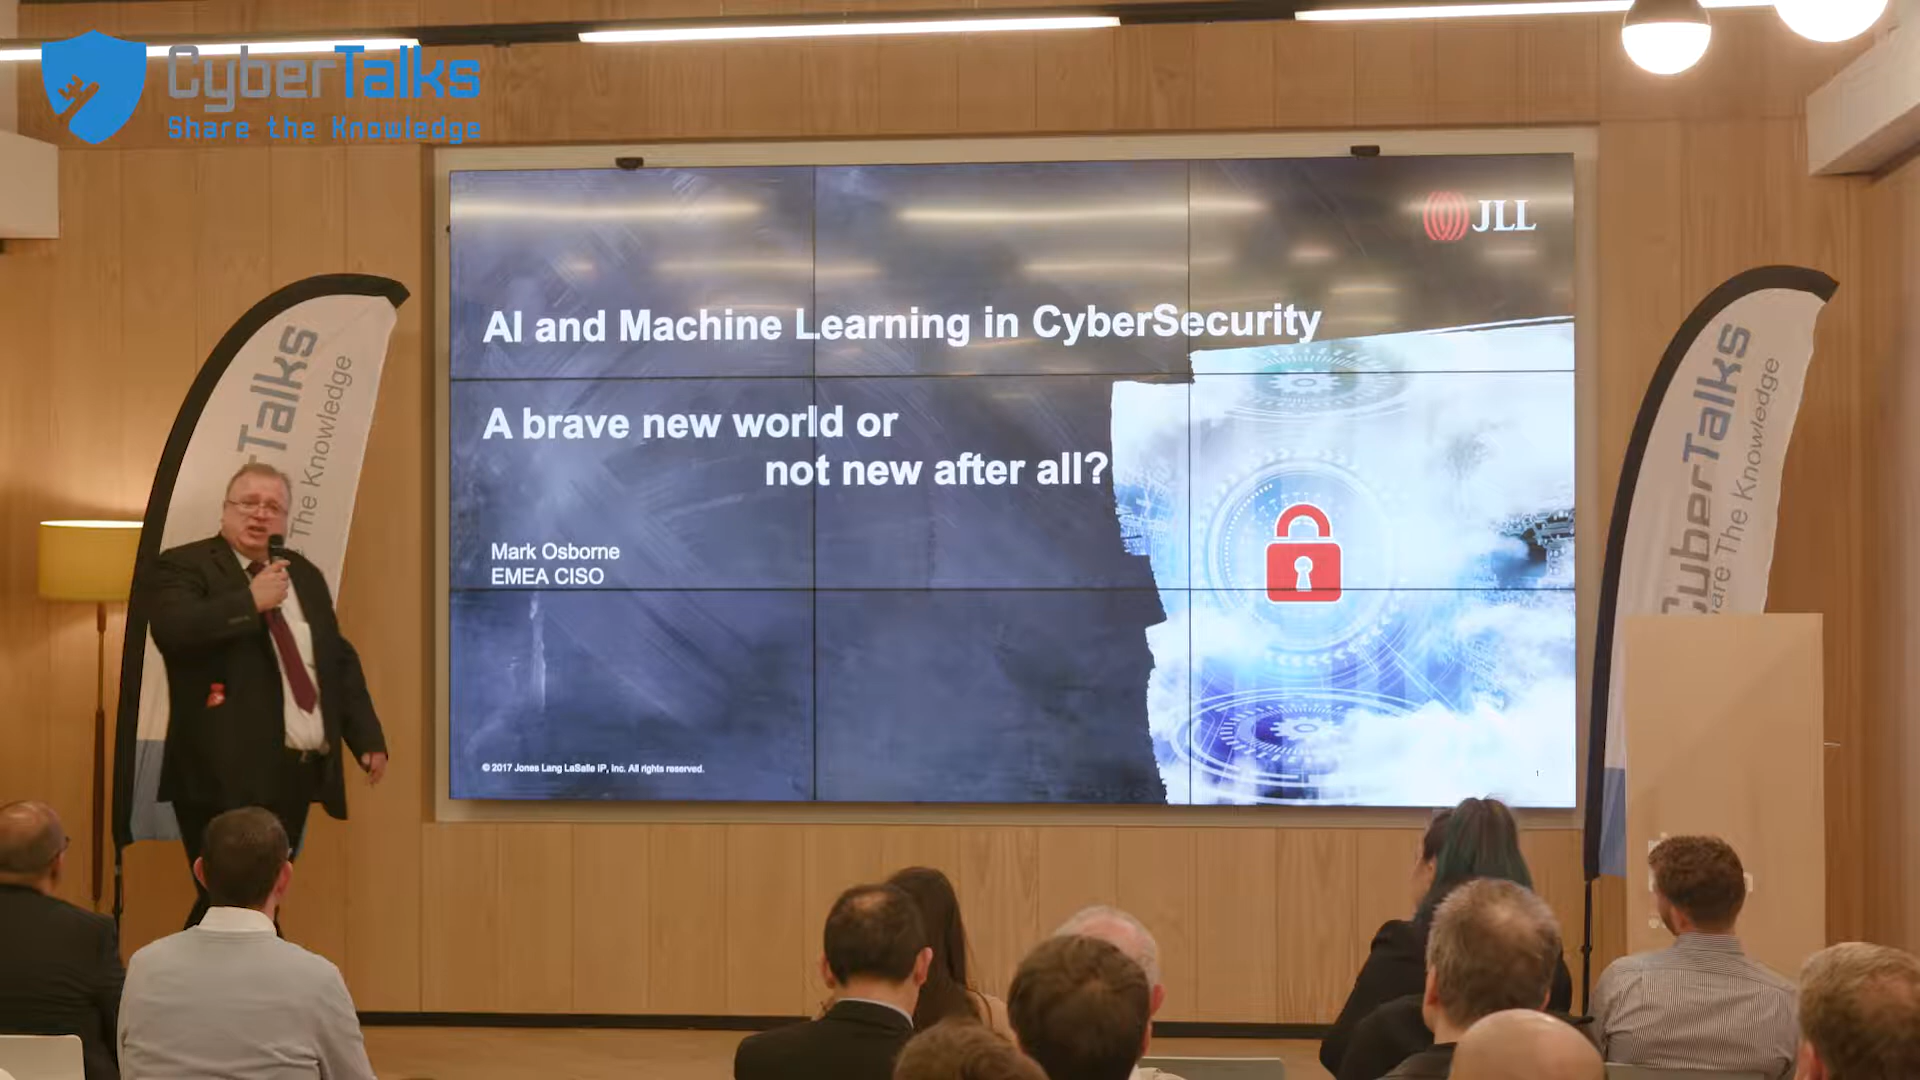 CyberTalks
Share the Knowledge
JLL
AI and Machine Learning in CyberSecurity
A brave new world or
not new after all?
Mark Osborne
EMEA CISO
© 2017 Jones Lang LaSalle IP, Inc. All rights reserved.
1
Talks
The Knowledge
CyberTalks
are The Knowledge